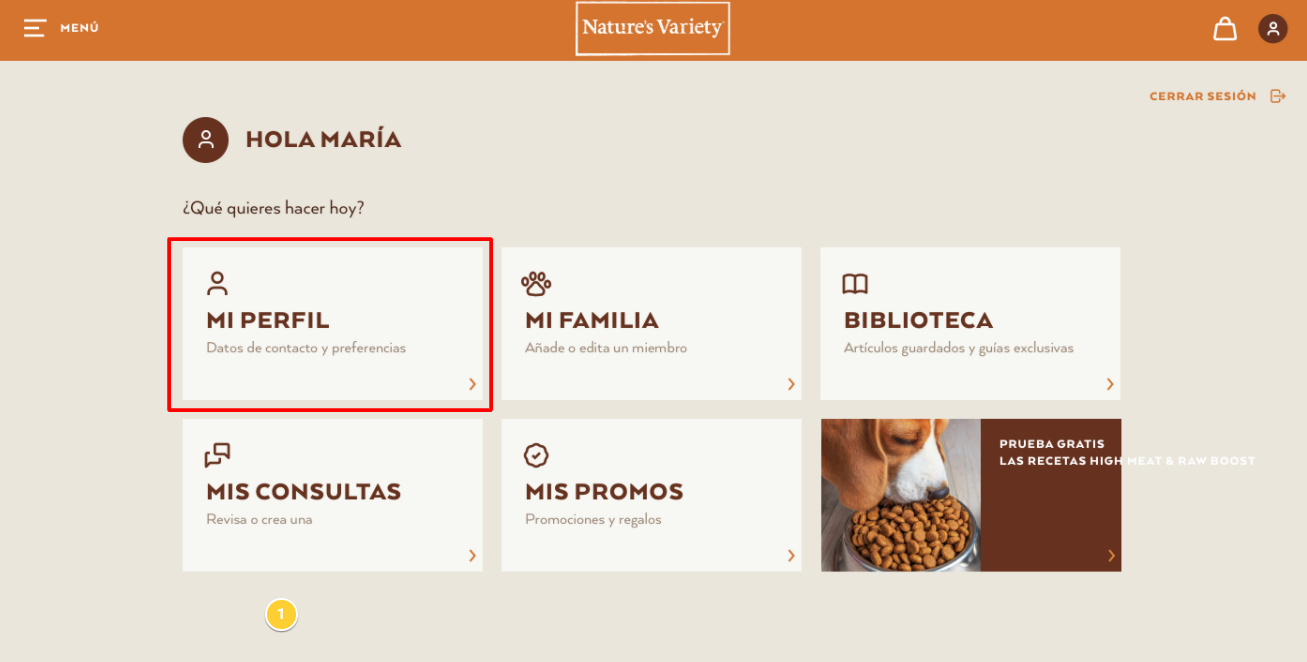 MENÚ
Nature's Variety
CERRAR SESIÓN
HOLA MARÍA
¿Qué quieres hacer hoy?
MI PERFIL
Datos de contacto y preferencias
MI FAMILIA
Añade o edita un miembro
BIBLIOTECA
Artículos guardados y guías exclusivas
MIS CONSULTAS
Revisa o crea una
MIS PROMOS
Promociones y regalos
PRUEBA GRATIS
LAS RECETAS HIGH MEAT & RAW BOOST
1